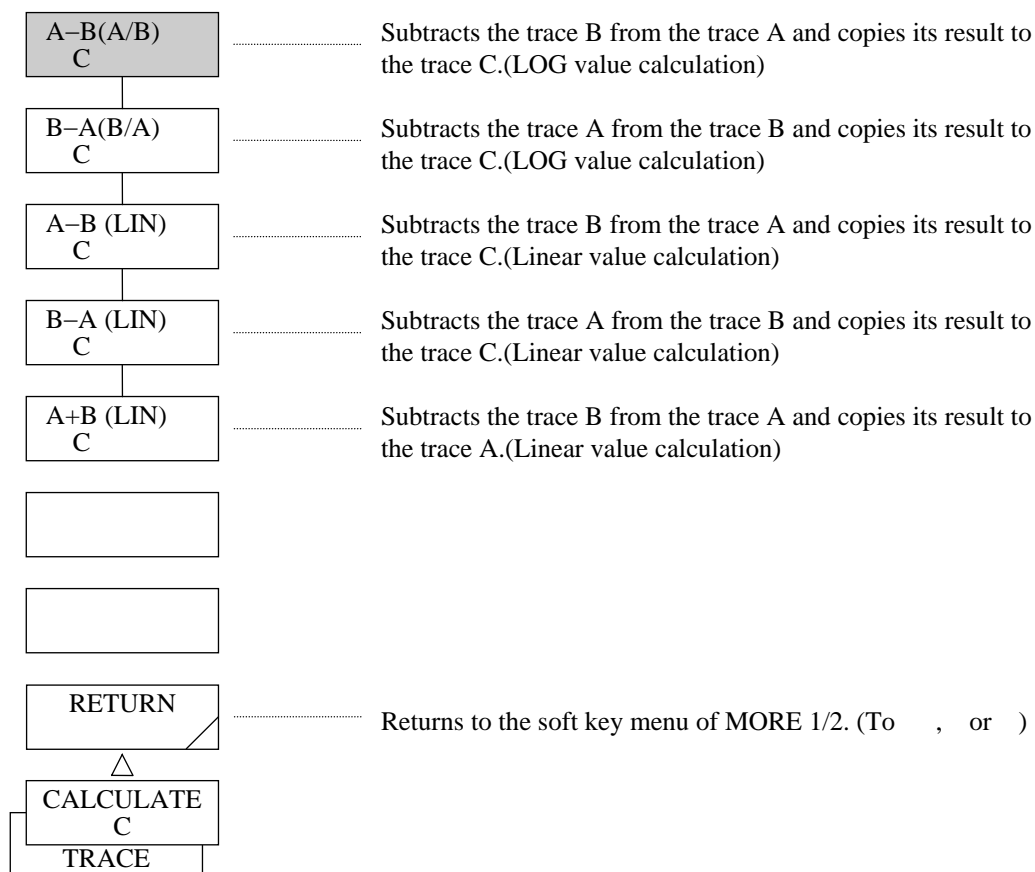 A−B(A/B)
C
Subtracts the trace B from the trace A and copies its result to
the trace C.(LOG value calculation)
B−A(B/A)
C
Subtracts the trace A from the trace B and copies its result to
the trace C.(LOG value calculation)
A−B (LIN)
C
Subtracts the trace B from the trace A and copies its result to
the trace C.(Linear value calculation)
B−A (LIN)
C
Subtracts the trace A from the trace B and copies its result to
the trace C.(Linear value calculation)
A+B (LIN)
C
Subtracts the trace B from the trace A and copies its result to
the trace A.(Linear value calculation)
RETURN
Returns to the soft key menu of MORE 1/2. (To , or )
CALCULATE
C
TRACE